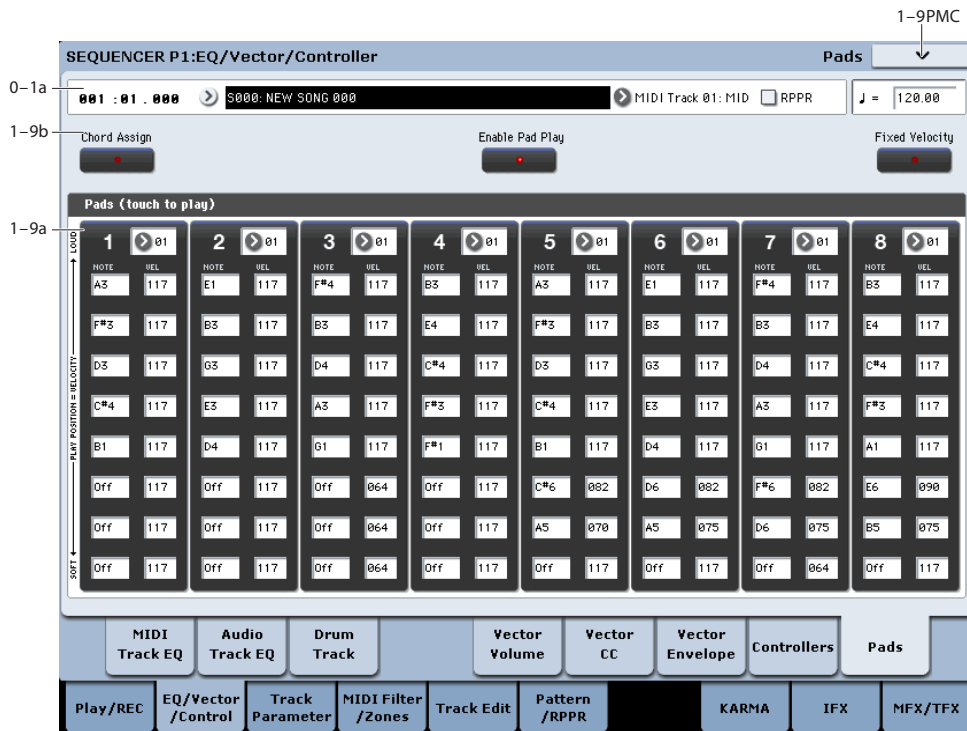 1–9PMC
SEQUENCER P1:EQ/Vector/Controller Pads
0–1a
001 :01 . 000 S000: NEW SONG 000 MIDI Track 01: MID RPPR ♩ = 120.00
1–9b
Chord Assign Enable Pad Play Fixed Velocity
Pads (touch to play)
1–9a
1 01 2 01 3 01 4 01 5 01 6 01 7 01 8 01
NOTE VEL NOTE VEL NOTE VEL NOTE VEL NOTE VEL NOTE VEL NOTE VEL NOTE VEL
A3 117 E1 117 F#4 117 B3 117 A3 117 E1 117 F#4 117 B3 117
F#3 117 B3 117 B3 117 E4 117 F#3 117 B3 117 B3 117 E4 117
D3 117 G3 117 D4 117 C#4 117 D3 117 G3 117 D4 117 C#4 117
C#4 117 E3 117 A3 117 F#3 117 C#4 117 E3 117 A3 117 F#3 117
B1 117 D4 117 G1 117 F#1 117 B1 117 D4 117 G1 117 A1 117
Off 117 Off 117 Off 064 Off 117 C#6 082 D6 082 F#6 082 E6 090
Off 117 Off 117 Off 064 Off 117 A5 070 A5 075 D6 075 B5 075
Off 117 Off 117 Off 064 Off 117 Off 117 Off 117 Off 064 Off 117
SOFT PLAY POSITION = VELOCITY LOUD
MIDI Track EQ Audio Track EQ Drum Track Vector Volume Vector CC Vector Envelope Controllers Pads
Play/REC EQ/Vector /Control Track Parameter MIDI Filter /Zones Track Edit Pattern /RPPR KARMA IFX MFX/TFX